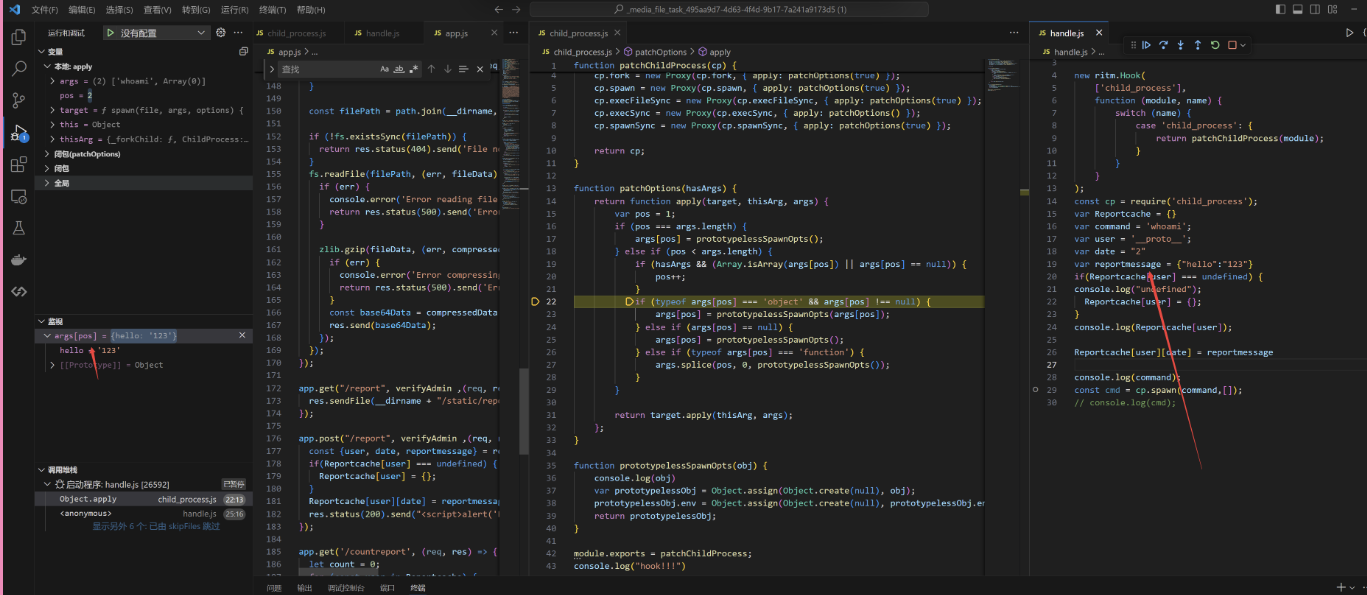 文件(F) 编辑(E) 选择(S) 查看(V) 转到(G) 运行(R) 终端(T) 帮助(H)
_media_file_task_495aa9d7-4d63-4f4d-9b17-7a241a9173d5 (1)
运行和调试
没有配置
变量
本地: apply
args = (2) ['whoami', Array(0)]
pos = 2
target = ƒ spawn(file, args, options) {
this = Object
thisArg = {_forkChild: ƒ, ChildProcess:…
闭包(patchOptions)
闭包
全局
监视
args[pos] = {hello: '123'}
hello = '123'
[[Prototype]] = Object
调用堆栈
启动程序: handle.js [26592]
已暂停
Object.apply child_process.js 22:13
<anonymous> handle.js 25:16
显示另外 6 个: 已由 skipFiles 跳过
child_process.js
handle.js
app.js
app.js > ...
查找
Aa
ab
148 }
149
150 const filePath = path.join(__dirname,
151
152 if (!fs.existsSync(filePath)) {
153 return res.status(404).send('File n
154 }
155 fs.readFile(filePath, (err, fileData)
156 if (err) {
157 console.error('Error reading file
158 return res.status(500).send('Erro
159 }
160
161 zlib.gzip(fileData, (err, compresse
162 if (err) {
163 console.error('Error compressing
164 return res.status(500).send('Erro
165 }
166 const base64Data = compressedData
167 res.send(base64Data);
168 });
169 });
170 });
171
172 app.get("/report", verifyAdmin ,(req, re
173 res.sendFile(__dirname + "/static/repo
174 });
175
176 app.post("/report", verifyAdmin ,(req,
177 const {user, date, reportmessage} = re
178 if(Reportcache[user] === undefined) {
179 Reportcache[user] = {};
180 }
181 Reportcache[user][date] = reportmessag
182 res.status(200).send("<script>alert('
183 });
184
185 app.get('/countreport', (req, res) => {
186 let count = 0;
child_process.js
child_process.js > patchOptions > apply
1 function patchChildProcess(cp) {
4 cp.fork = new Proxy(cp.fork, { apply: patchOptions(true) });
5 cp.spawn = new Proxy(cp.spawn, { apply: patchOptions(true) });
6 cp.execFileSync = new Proxy(cp.execFileSync, { apply: patchOptions(true) });
7 cp.execSync = new Proxy(cp.execSync, { apply: patchOptions() });
8 cp.spawnSync = new Proxy(cp.spawnSync, { apply: patchOptions(true) });
9
10 return cp;
11 }
12
13 function patchOptions(hasArgs) {
14 return function apply(target, thisArg, args) {
15 var pos = 1;
16 if (pos === args.length) {
17 args[pos] = prototypelessSpawnOpts();
18 } else if (pos < args.length) {
19 if (hasArgs && (Array.isArray(args[pos]) || args[pos] == null)) {
20 pos++;
21 }
22 if (typeof args[pos] === 'object' && args[pos] !== null) {
23 args[pos] = prototypelessSpawnOpts(args[pos]);
24 } else if (args[pos] == null) {
25 args[pos] = prototypelessSpawnOpts();
26 } else if (typeof args[pos] === 'function') {
27 args.splice(pos, 0, prototypelessSpawnOpts());
28 }
29 }
30
31 return target.apply(thisArg, args);
32 };
33 }
34
35 function prototypelessSpawnOpts(obj) {
36 console.log(obj)
37 var prototypelessObj = Object.assign(Object.create(null), obj);
38 prototypelessObj.env = Object.assign(Object.create(null), prototypelessObj.en
39 return prototypelessObj;
40 }
41
42 module.exports = patchChildProcess;
43 console.log("hook!!!")
handle.js
handle.js > ...
3
4 new ritm.Hook(
5 ['child_process'],
6 function (module, name) {
7 switch (name) {
8 case 'child_process': {
9 return patchChildProcess(module);
10 }
11 }
12 }
13 );
14 const cp = require('child_process');
15 var Reportcache = {}
16 var command = 'whoami';
17 var user = '__proto__';
18 var date = "2"
19 var reportmessage = {"hello":"123"}
20 if(Reportcache[user] === undefined) {
21 console.log("undefined");
22 Reportcache[user] = {};
23 }
24 console.log(Reportcache[user]);
25
26 Reportcache[user][date] = reportmessage
27
28 console.log(command);
29 const cmd = cp.spawn(command,[]);
30 // console.log(cmd);
问题 输出 调试控制台 端口 终端